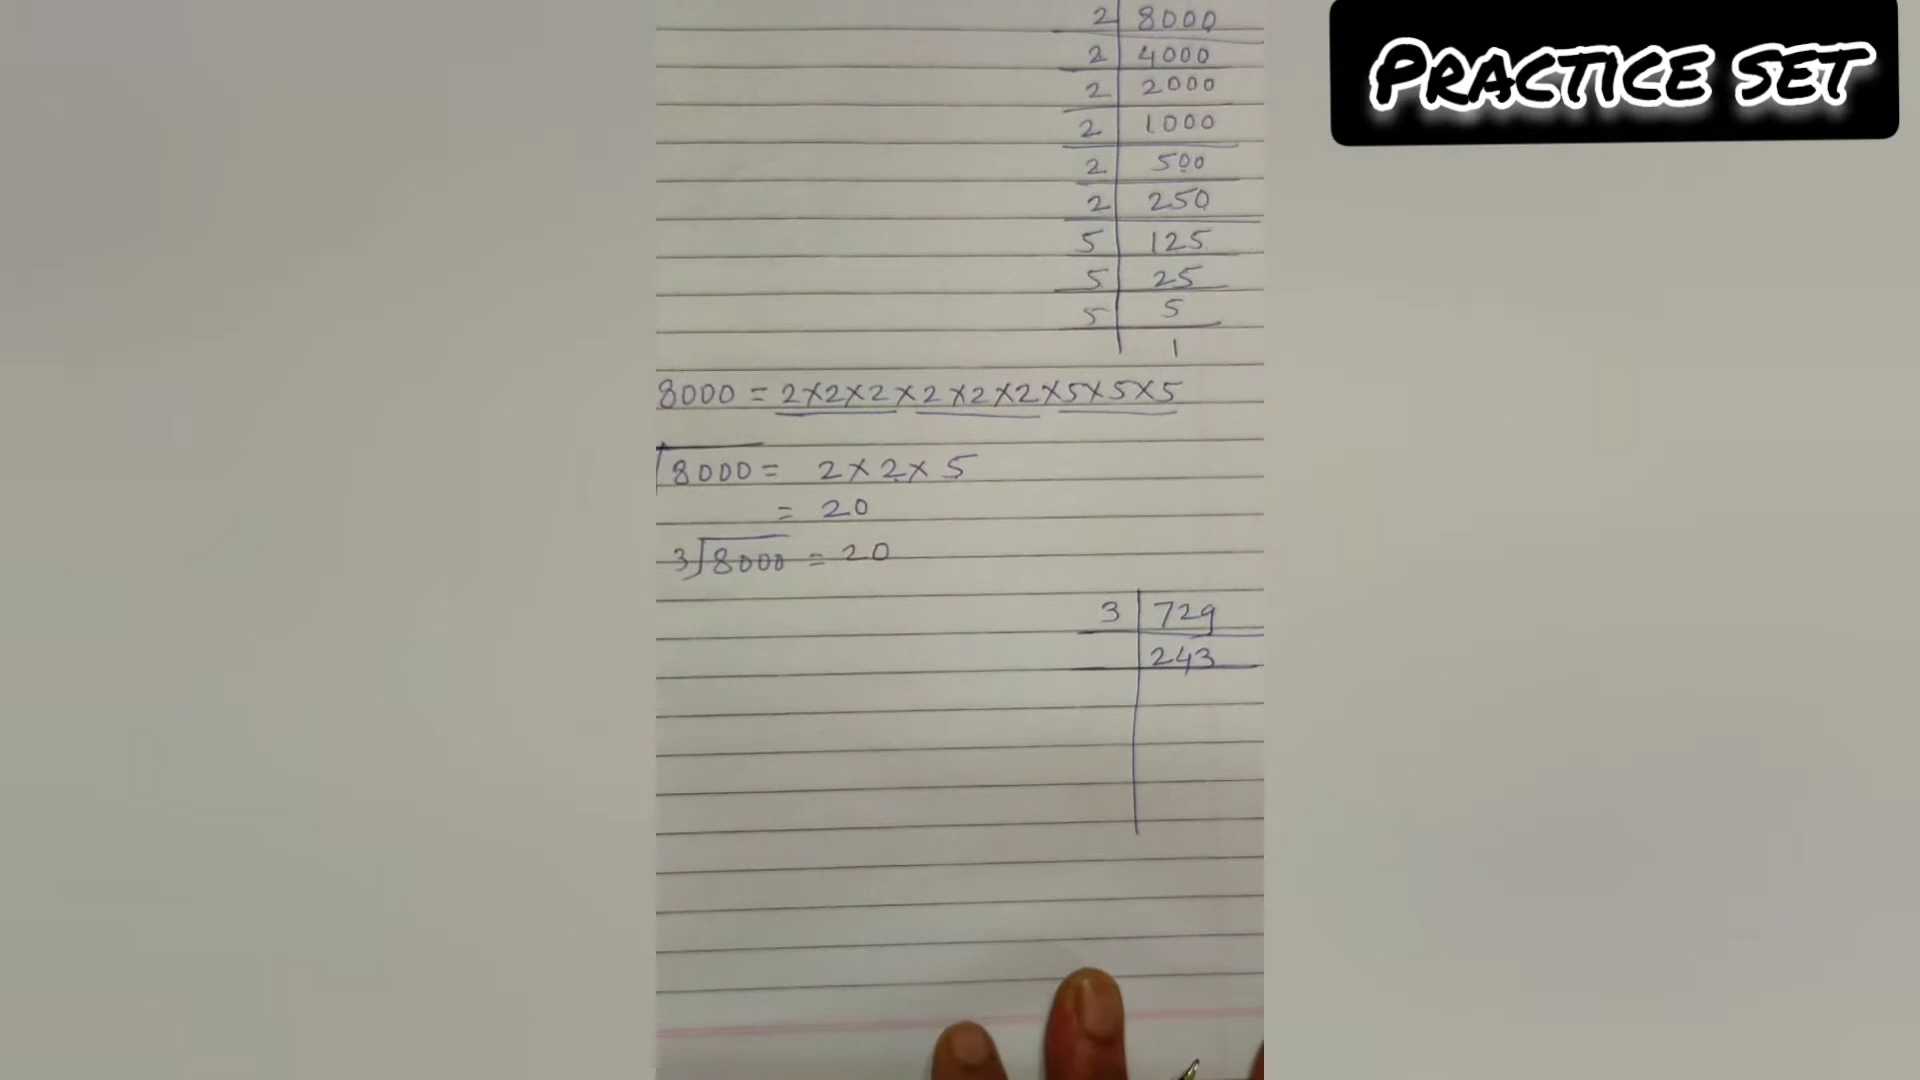 PRACTICE SET
2 | 8000
2 | 4000
2 | 2000
2 | 1000
2 | 500
2 | 250
5 | 125
5 | 25
5 | 5
1
8000 = 2×2×2×2×2×2×5×5×5
√8000 = 2×2×5
= 20
3√8000 = 20
3 | 729
243